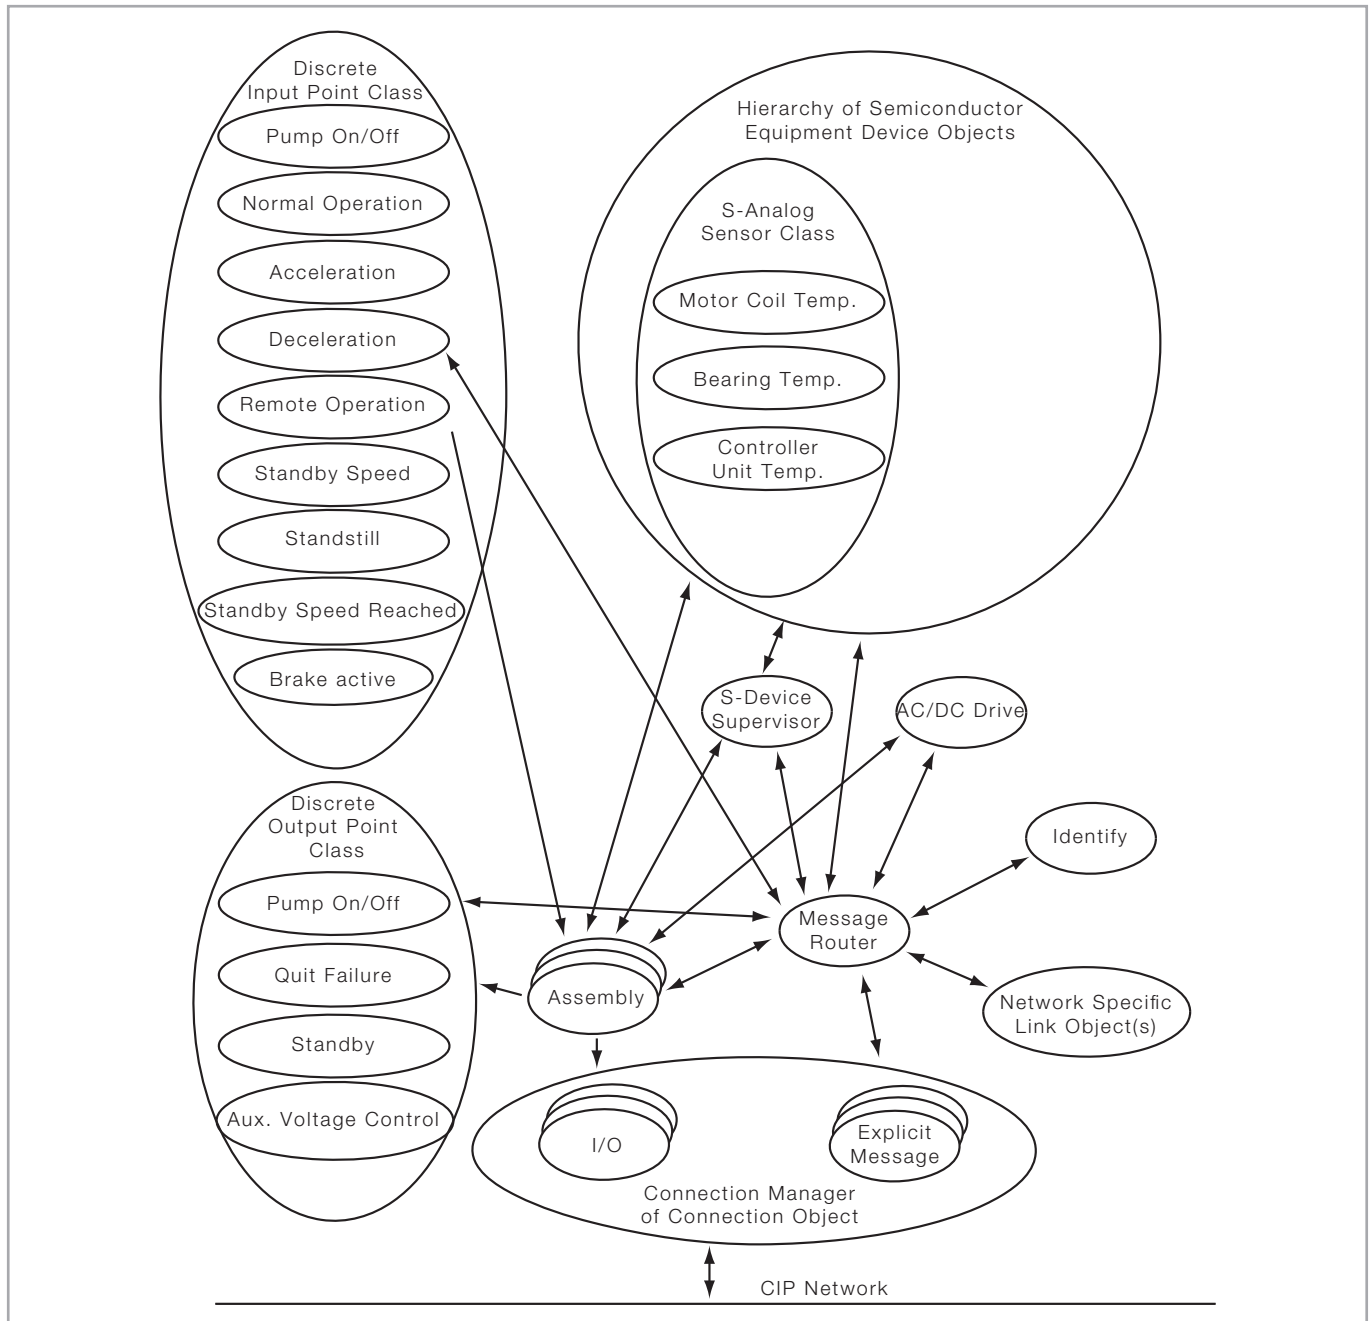 Discrete
Input Point Class
Pump On/Off
Normal Operation
Acceleration
Deceleration
Remote Operation
Standby Speed
Standstill
Standby Speed Reached
Brake active
Hierarchy of Semiconductor
Equipment Device Objects
S-Analog
Sensor Class
Motor Coil Temp.
Bearing Temp.
Controller
Unit Temp.
S-Device
Supervisor
AC/DC Drive
Identify
Discrete
Output Point
Class
Pump On/Off
Quit Failure
Standby
Aux. Voltage Control
Message
Router
Assembly
Network Specific
Link Object(s)
I/O
Explicit
Message
Connection Manager
of Connection Object
CIP Network